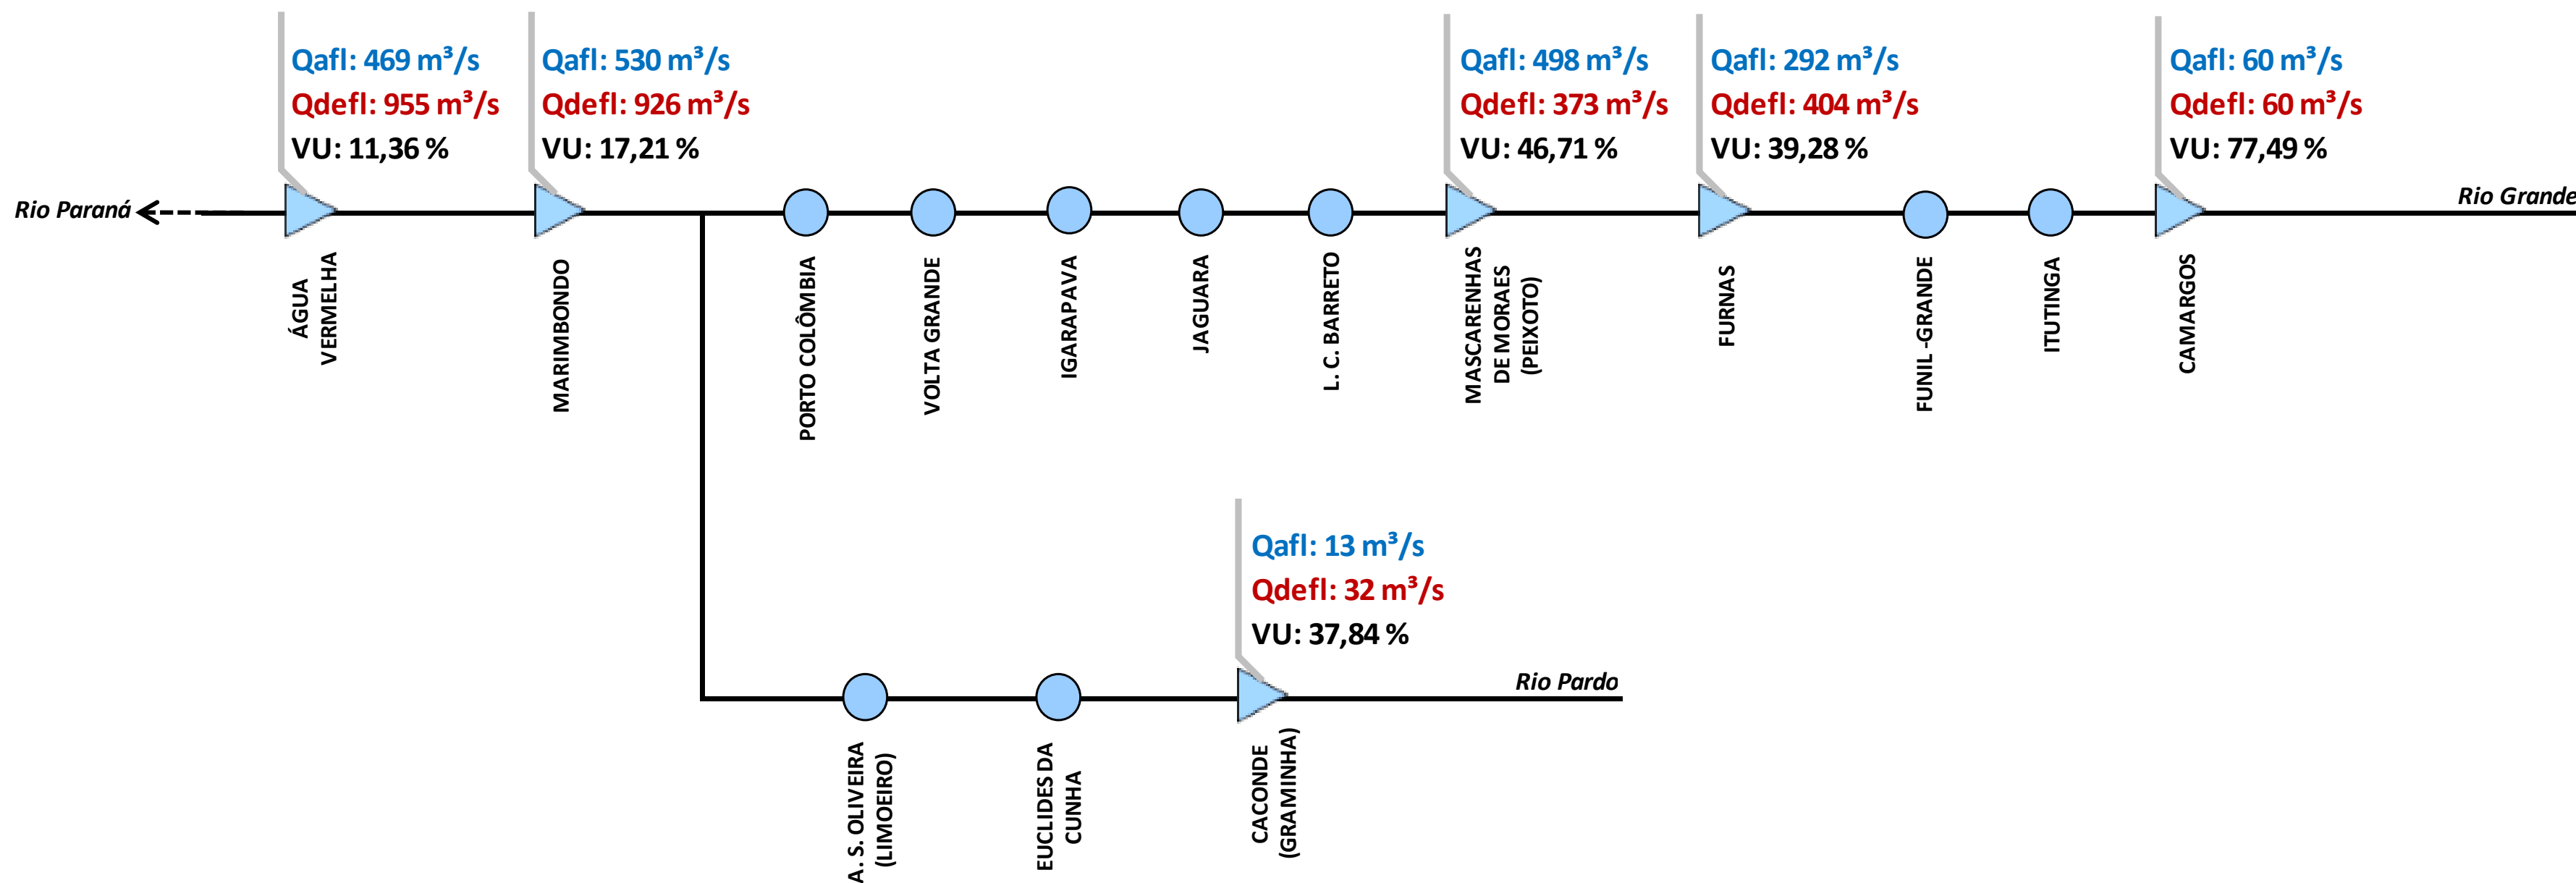 Qafl: 469 m³/s
Qdefl: 955 m³/s
VU: 11,36 %
Qafl: 530 m³/s
Qdefl: 926 m³/s
VU: 17,21 %
Qafl: 498 m³/s
Qdefl: 373 m³/s
VU: 46,71 %
Qafl: 292 m³/s
Qdefl: 404 m³/s
VU: 39,28 %
Qafl: 60 m³/s
Qdefl: 60 m³/s
VU: 77,49 %
Rio Paraná
Rio Grande
ÁGUA
VERMELHA
MARIMBONDO
PORTO COLÔMBIA
VOLTA GRANDE
IGARAPAVA
JAGUARA
L. C. BARRETO
MASCARENHAS
DE MORAES
(PEIXOTO)
FURNAS
FUNIL -GRANDE
ITUTINGA
CAMARGOS
Qafl: 13 m³/s
Qdefl: 32 m³/s
VU: 37,84 %
Rio Pardo
A. S. OLIVEIRA
(LIMOEIRO)
EUCLIDES DA
CUNHA
CACONDE
(GRAMINHA)